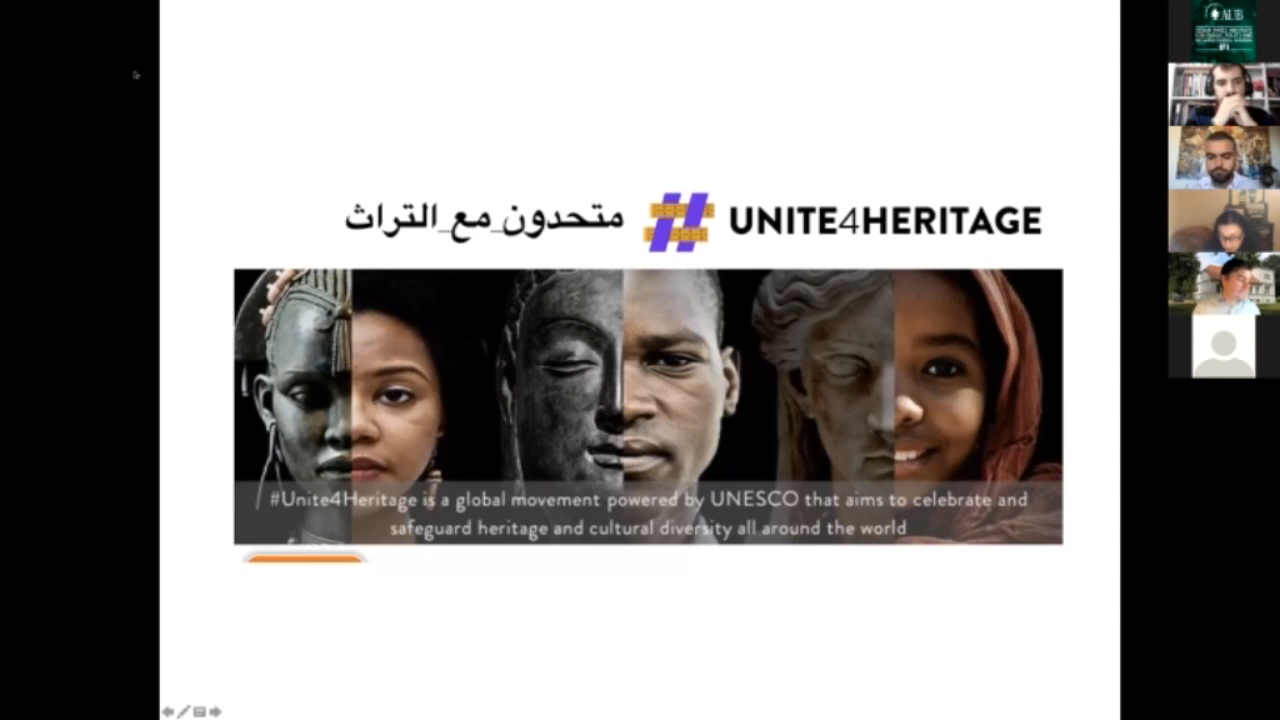 متحدون_مع_التراث # UNITE4HERITAGE
#Unite4Heritage is a global movement powered by UNESCO that aims to celebrate and
safeguard heritage and cultural diversity all around the world
AUB